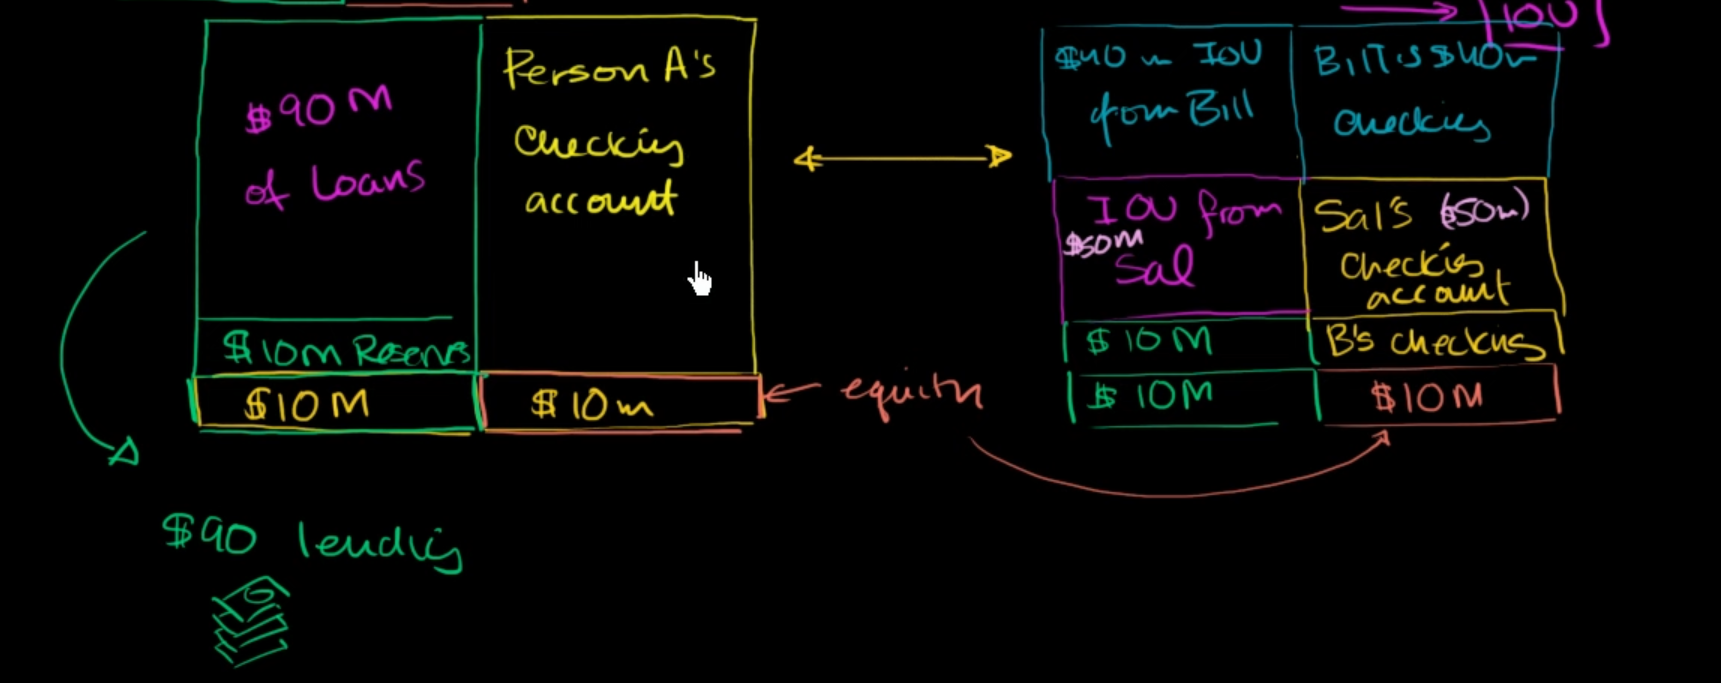 [IOU]
$90M
of Loans
$10M Reserves
$10M
Person A's
Checking
account
$10m
equity
$90 lending
$40m IOU
from Bill
Bill's $40m
checking
IOU from
$50M
Sal
Sal's ($50m)
Checking
account
$10M
B's checking
$10M
$10M